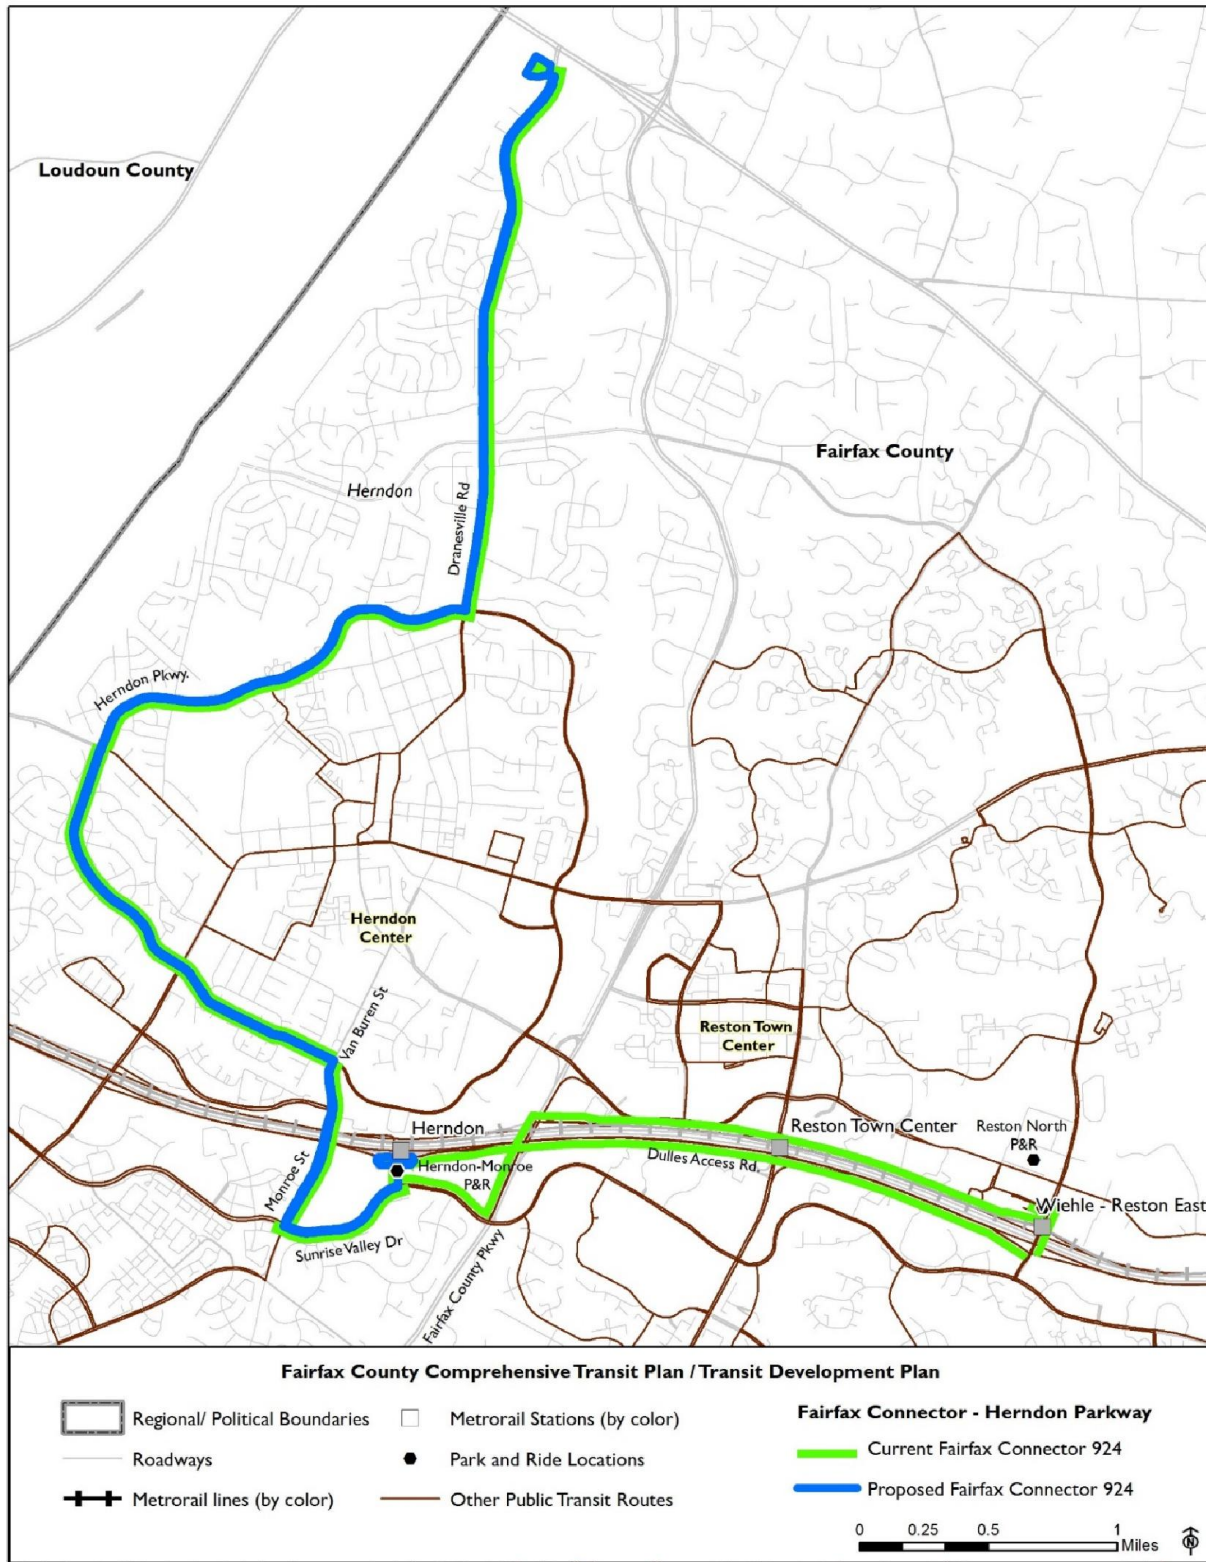 Loudoun County
Fairfax County
Herndon
Dranesville Rd
Herndon Pkwy.
Herndon
Center
Van Buren St
Reston Town
Center
Herndon
Reston Town Center
Reston North
P&R
Monroe St
Herndon-Monroe
P&R
Dulles Access Rd.
Wiehle - Reston East
Sunrise Valley Dr
Fairfax County Pkwy
Fairfax County Comprehensive Transit Plan / Transit Development Plan
Regional/ Political Boundaries
Metrorail Stations (by color)
Fairfax Connector - Herndon Parkway
Roadways
Park and Ride Locations
Current Fairfax Connector 924
Metrorail lines (by color)
Other Public Transit Routes
Proposed Fairfax Connector 924
0 0.25 0.5 1
Miles
N